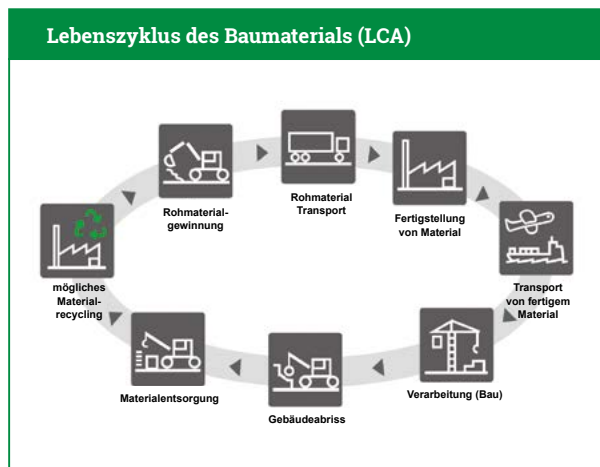 Lebenszyklus des Baumaterials (LCA)
Rohmaterial-
gewinnung
Rohmaterial
Transport
Fertigstellung
von Material
Transport
von fertigem
Material
Verarbeitung (Bau)
Gebäudeabriss
Materialentsorgung
mögliches
Material-
recycling